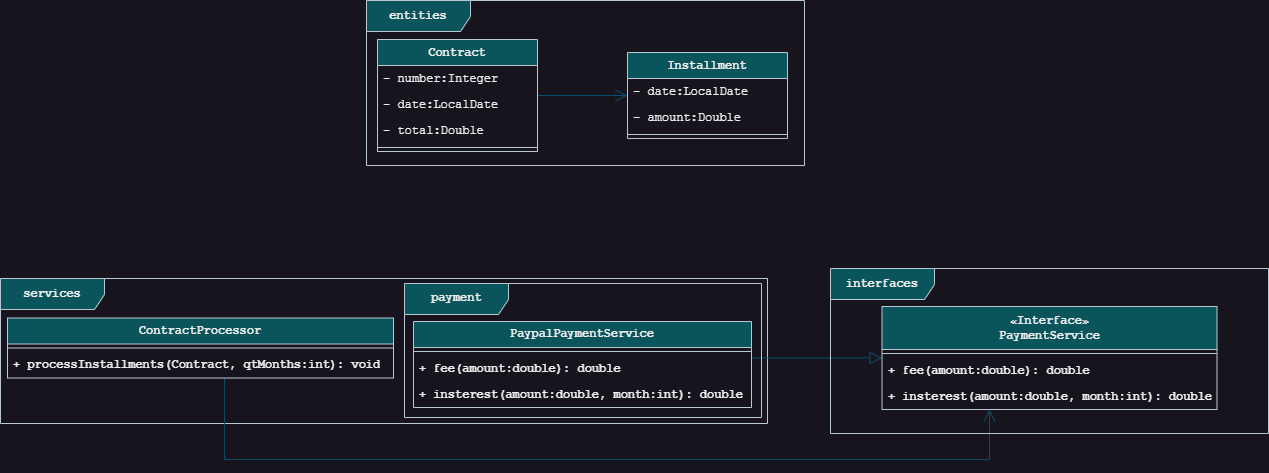 entities
Contract
- number:Integer
- date:LocalDate
- total:Double
Installment
- date:LocalDate
- amount:Double
services
ContractProcessor
+ processInstallments(Contract, qtMonths:int): void
payment
PaypalPaymentService
+ fee(amount:double): double
+ insterest(amount:double, month:int): double
interfaces
«Interface»
PaymentService
+ fee(amount:double): double
+ insterest(amount:double, month:int): double